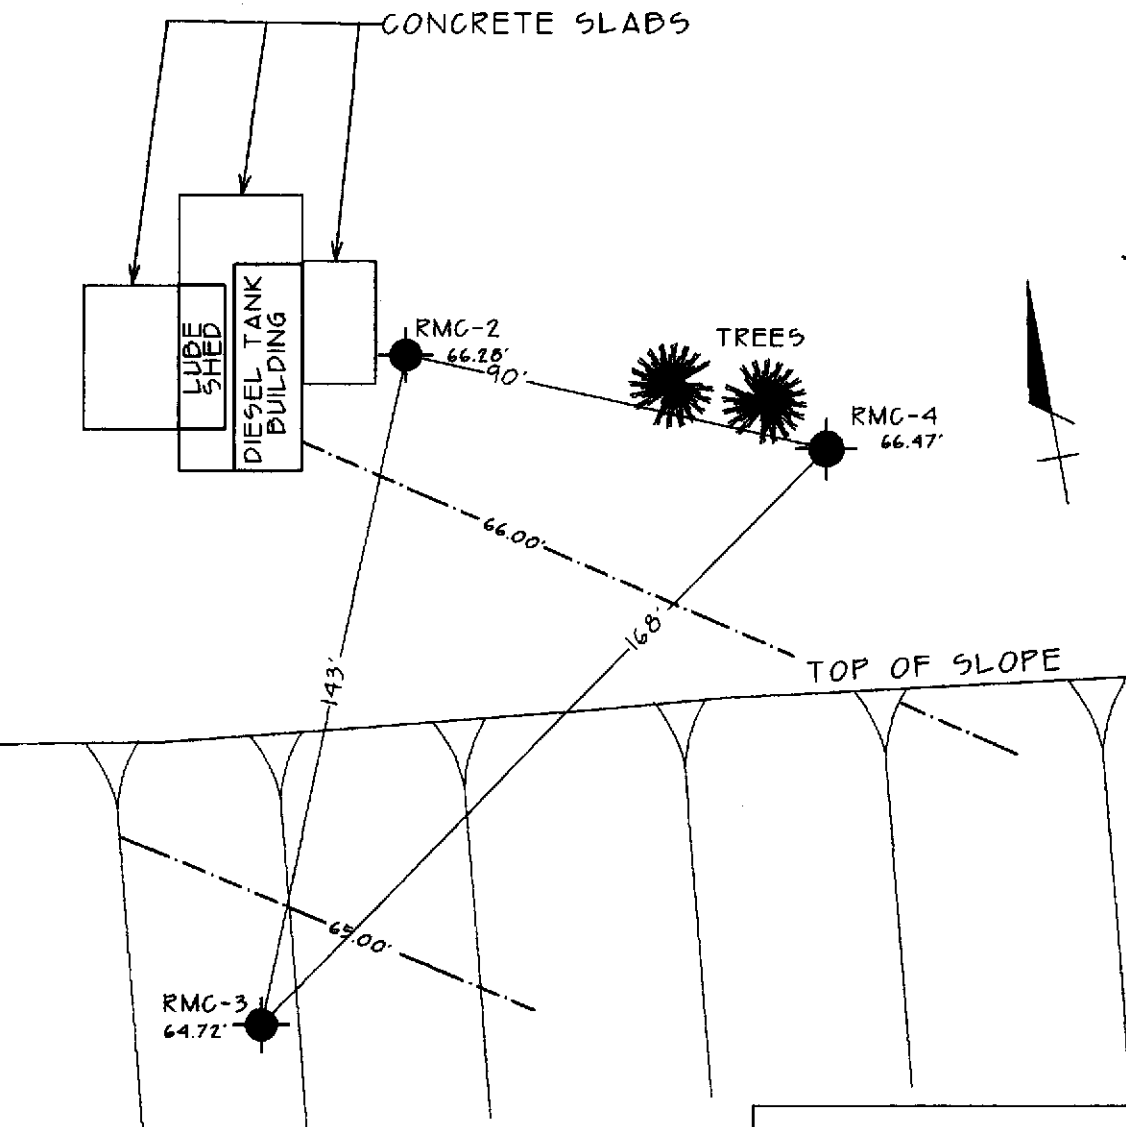 CONCRETE SLABS
LUBE
SHED
DIESEL TANK
BUILDING
RMC-2
66.28'
90'
TREES
RMC-4
66.47'
66.00'
168'
143'
TOP OF SLOPE
65.00'
RMC-3
64.72'